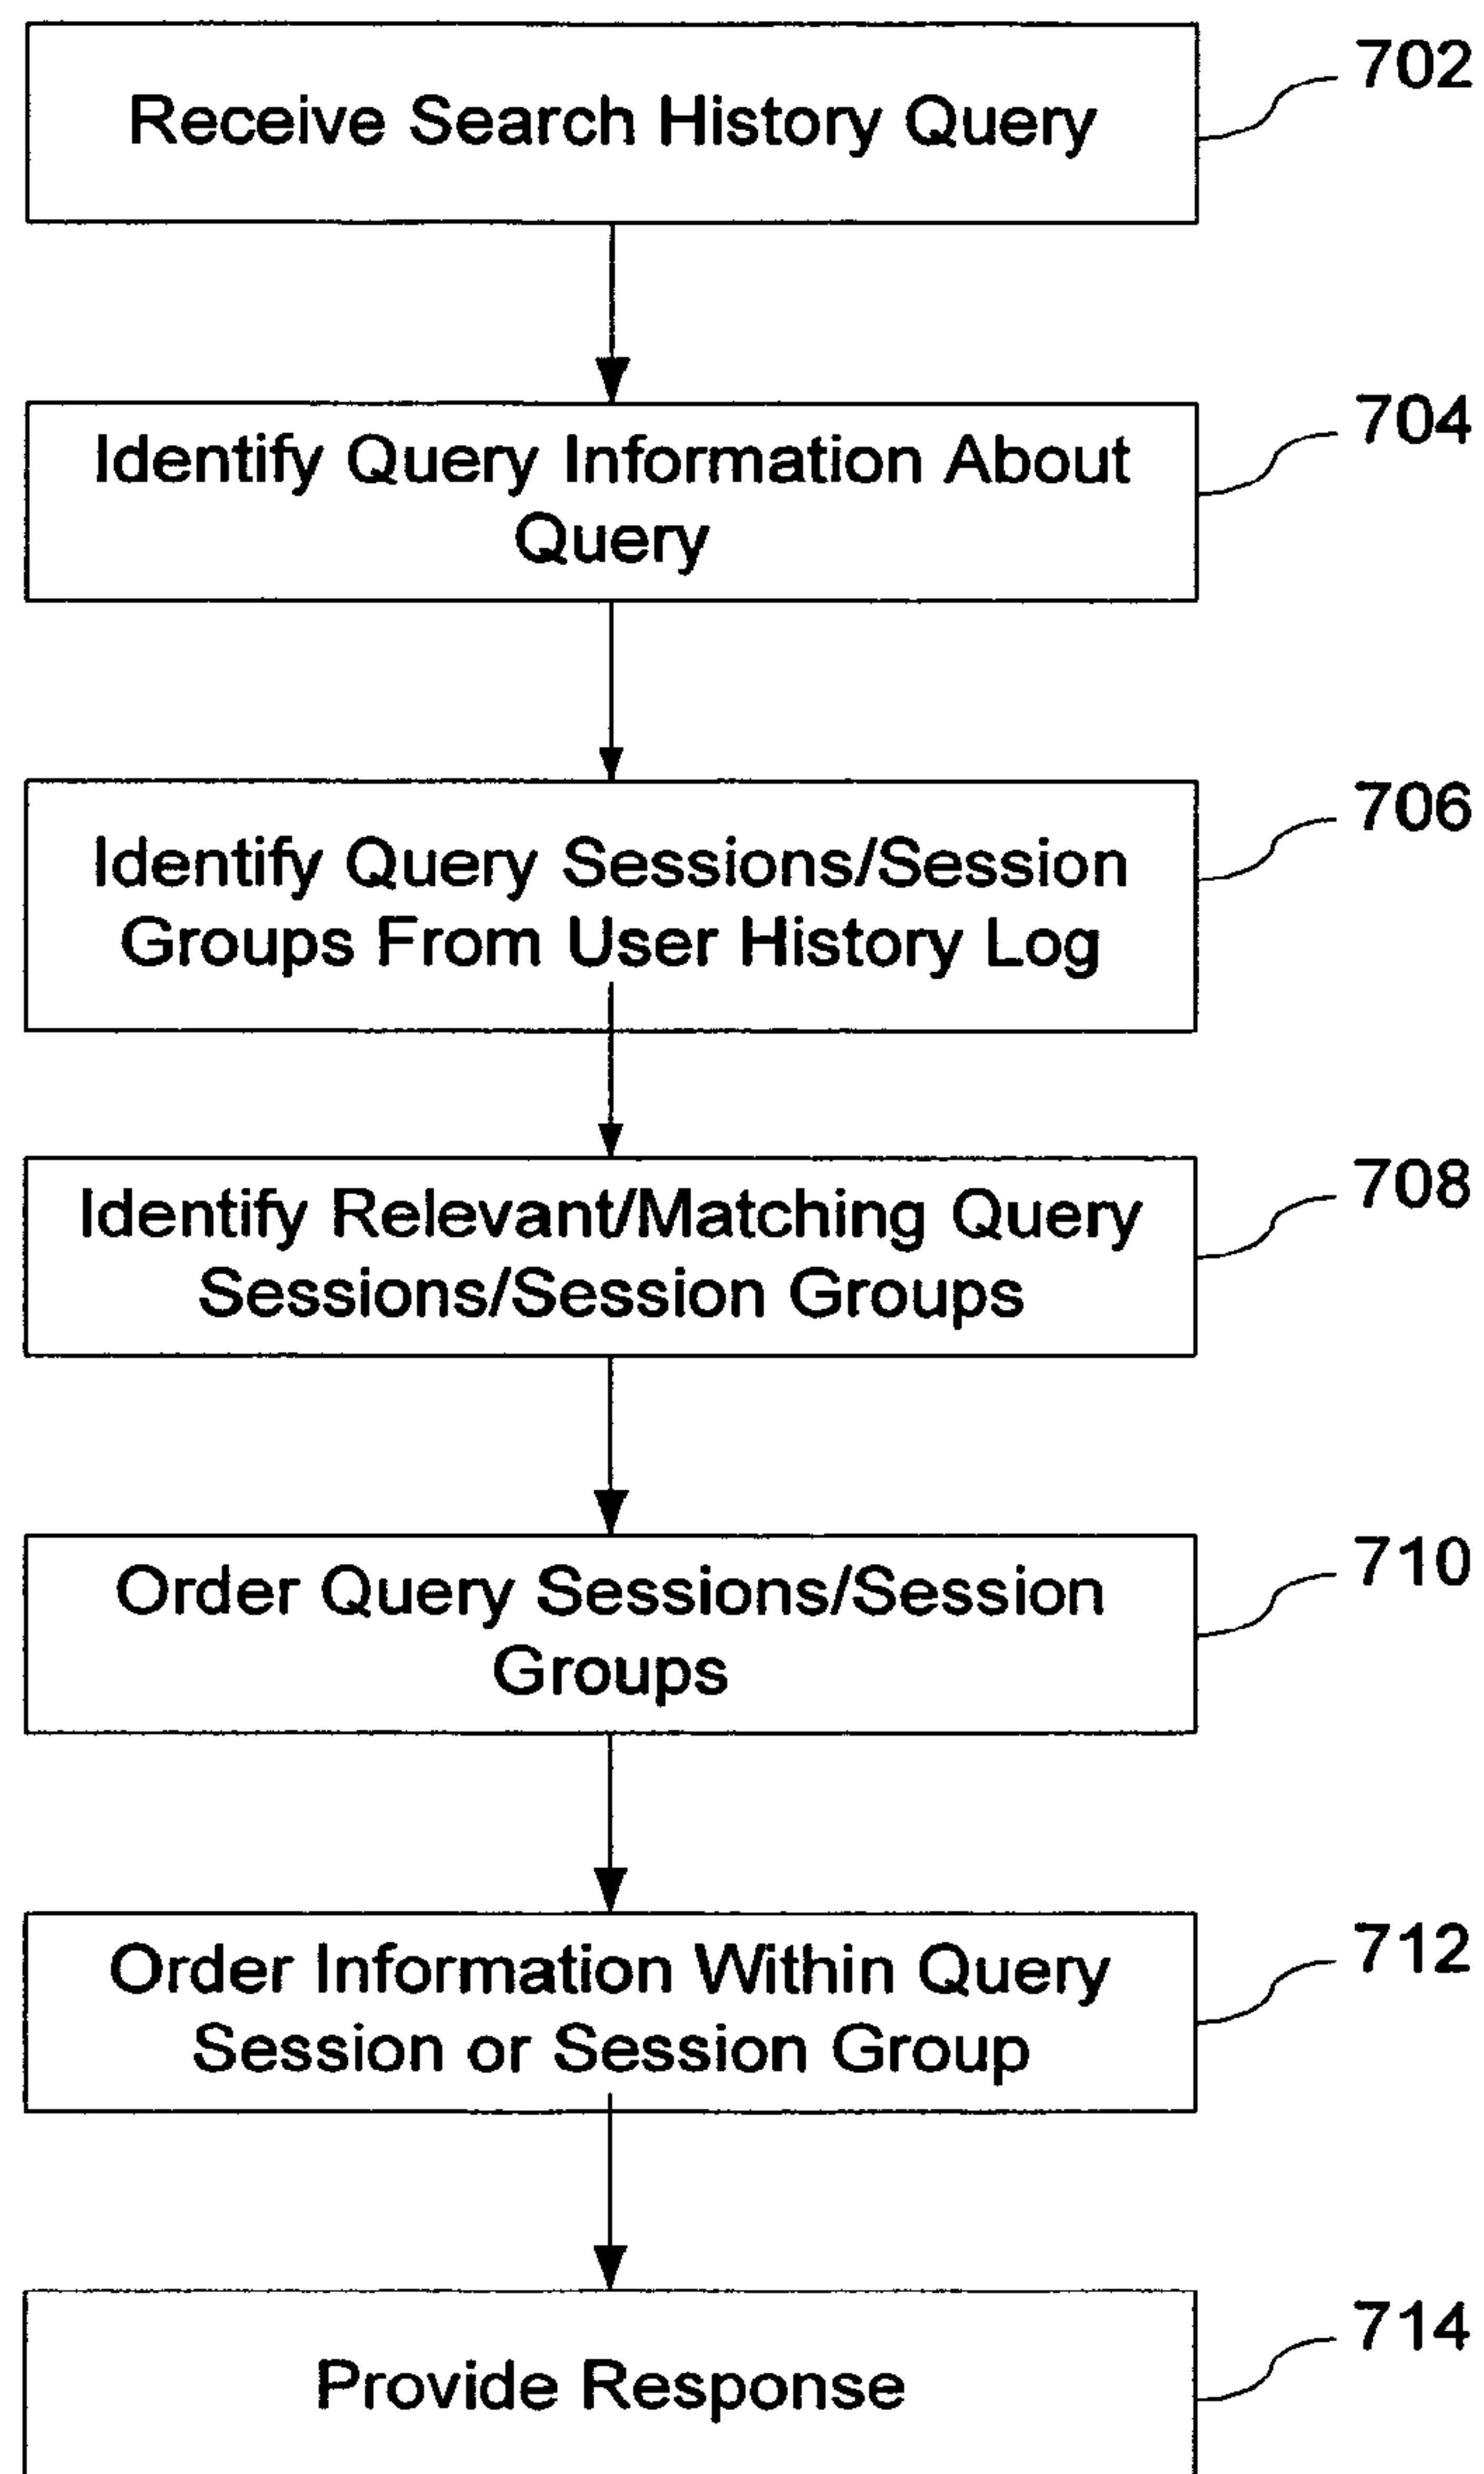 Receive Search History Query
702
Identify Query Information About
Query
704
Identify Query Sessions/Session
Groups From User History Log
706
Identify Relevant/Matching Query
Sessions/Session Groups
708
Order Query Sessions/Session
Groups
710
Order Information Within Query
Session or Session Group
712
Provide Response
714